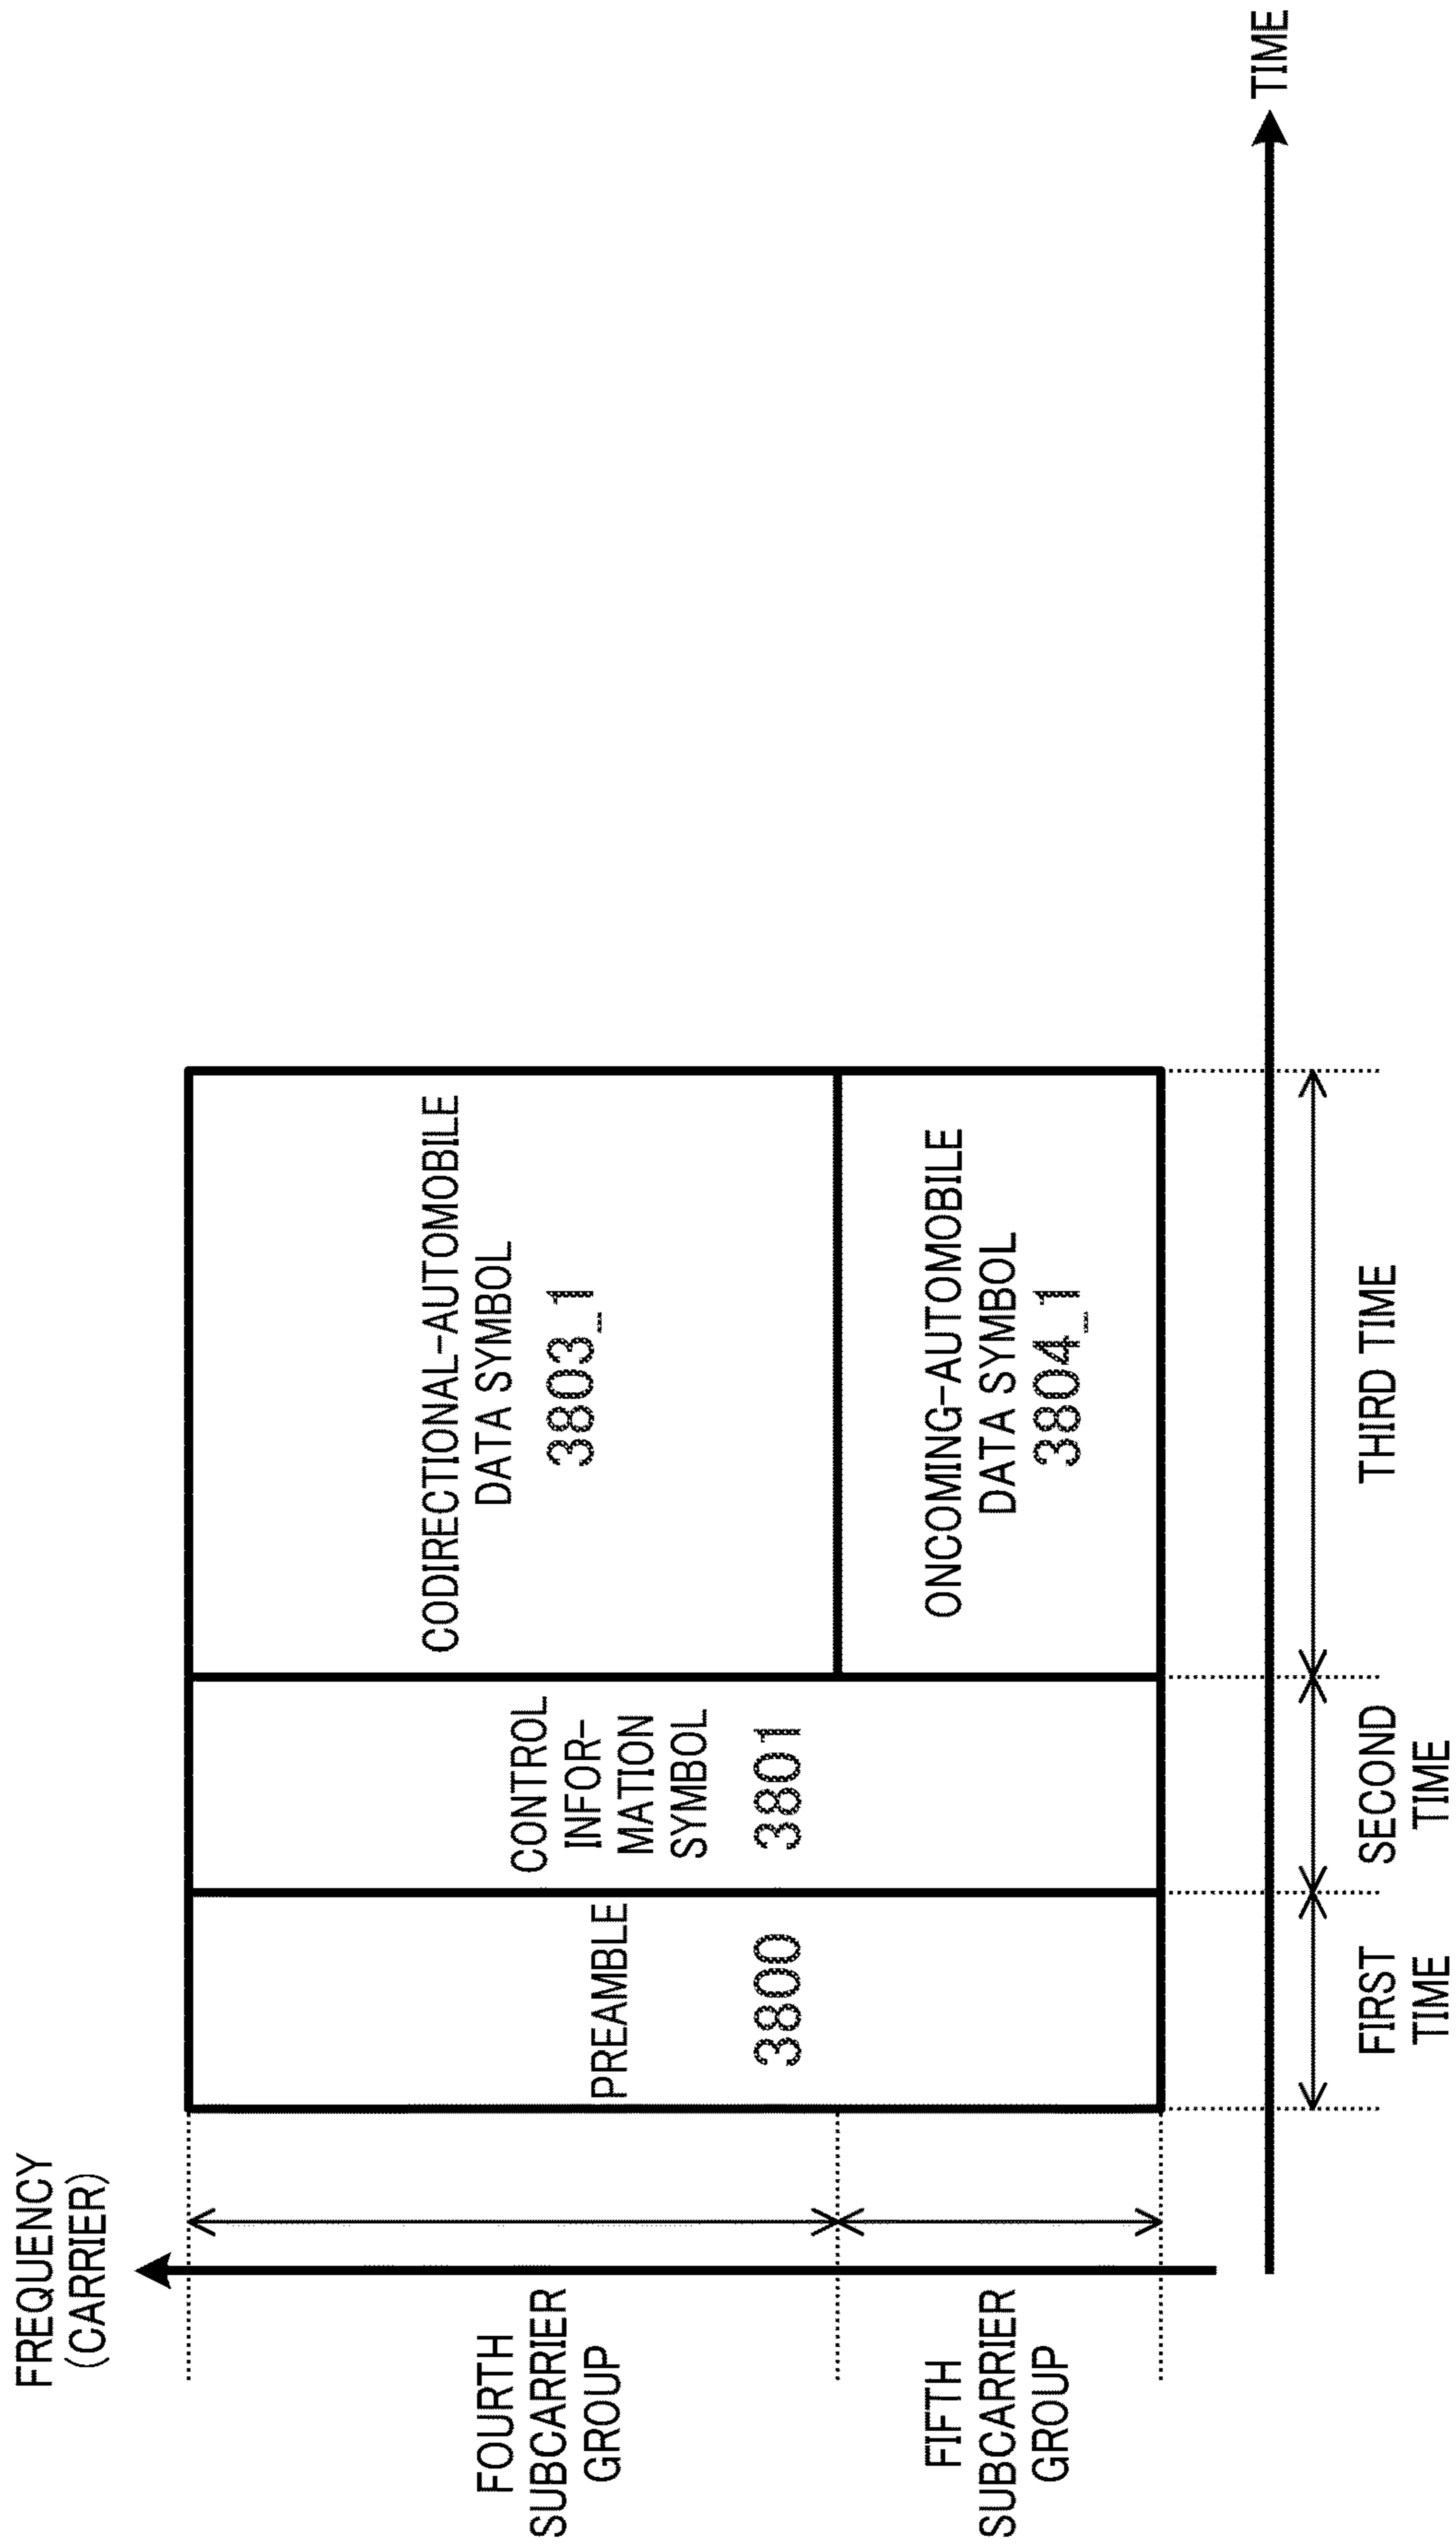 FREQUENCY
(CARRIER)
FOURTH
SUBCARRIER
GROUP
FIFTH
SUBCARRIER
GROUP
PREAMBLE
3800
CONTROL
INFOR-
MATION
SYMBOL
3801
CODIRECTIONAL-AUTOMOBILE
DATA SYMBOL
3803_1
ONCOMING-AUTOMOBILE
DATA SYMBOL
3804_1
FIRST
TIME
SECOND
TIME
THIRD TIME
TIME